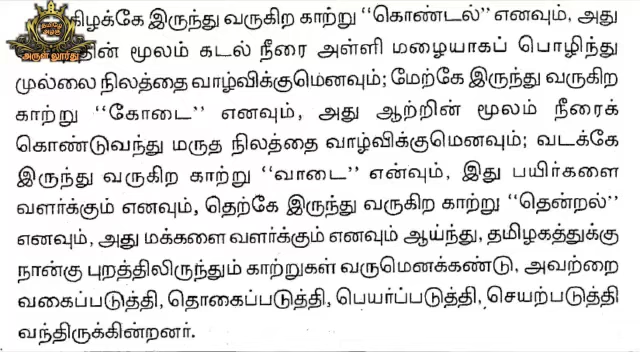 தமிழே அமுதே
அருள் லூர்து
கிழக்கே இருந்து வருகிற காற்று "கொண்டல்" எனவும், அது
மூலம் கடல் நீரை அள்ளி மழையாகப் பொழிந்து
முல்லை நிலத்தை வாழ்விக்குமெனவும்; மேற்கே இருந்து வருகிற
காற்று "கோடை" எனவும், அது ஆற்றின் மூலம் நீரைக்
கொண்டுவந்து மருத நிலத்தை வாழ்விக்குமெனவும்; வடக்கே
இருந்து வருகிற காற்று "வாடை" என்வும், இது பயிர்களை
வளர்க்கும் எனவும், தெற்கே இருந்து வருகிற காற்று "தென்றல்"
எனவும், அது மக்களை வளர்க்கும் எனவும் ஆய்ந்து, தமிழகத்துக்கு
நான்கு புறத்திலிருந்தும் காற்றுகள் வருமெனக்கண்டு, அவற்றை
வகைப்படுத்தி, தொகைப்படுத்தி, பெயர்ப்படுத்தி, செயற்படுத்தி
வந்திருக்கின்றனர்.